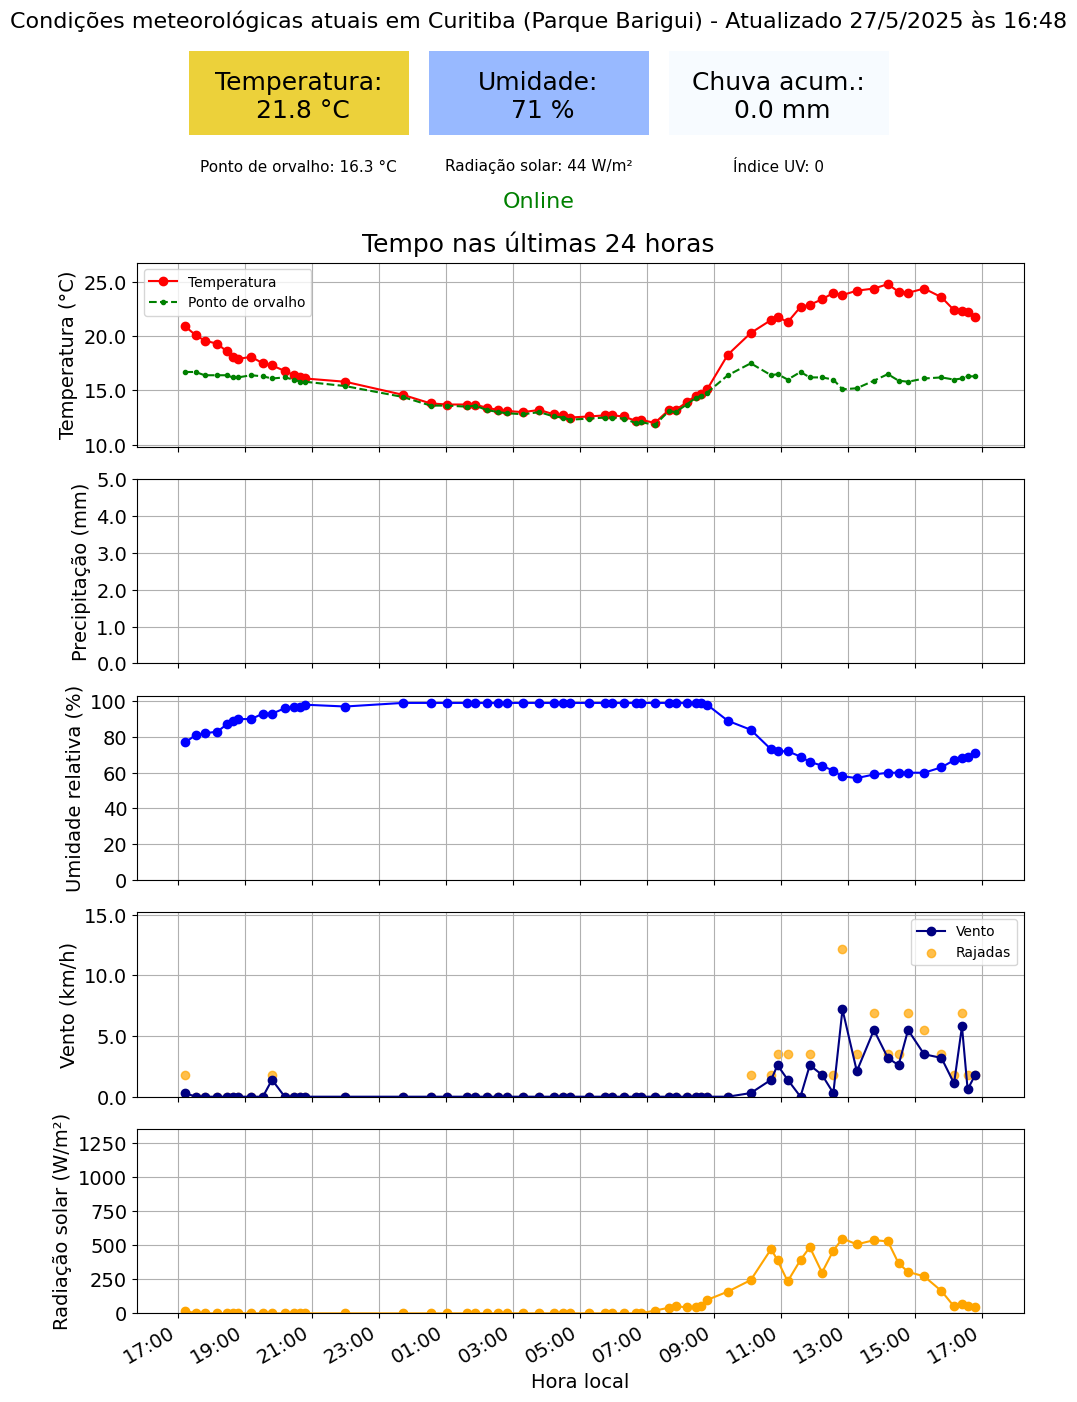 Condições meteorológicas atuais em Curitiba (Parque Barigui) - Atualizado 27/5/2025 às 16:48
Temperatura:
21.8 °C
Umidade:
71 %
Chuva acum.:
0.0 mm
Ponto de orvalho: 16.3 °C
Radiação solar: 44 W/m²
Índice UV: 0
Online
Tempo nas últimas 24 horas
Temperatura (°C)
25.0
20.0
15.0
10.0
Temperatura
Ponto de orvalho
Precipitação (mm)
5.0
4.0
3.0
2.0
1.0
0.0
Umidade relativa (%)
100
80
60
40
20
0
Vento (km/h)
15.0
10.0
5.0
0.0
Vento
Rajadas
Radiação solar (W/m²)
1250
1000
750
500
250
0
17:00 19:00 21:00 23:00 01:00 03:00 05:00 07:00 09:00 11:00 13:00 15:00 17:00
Hora local